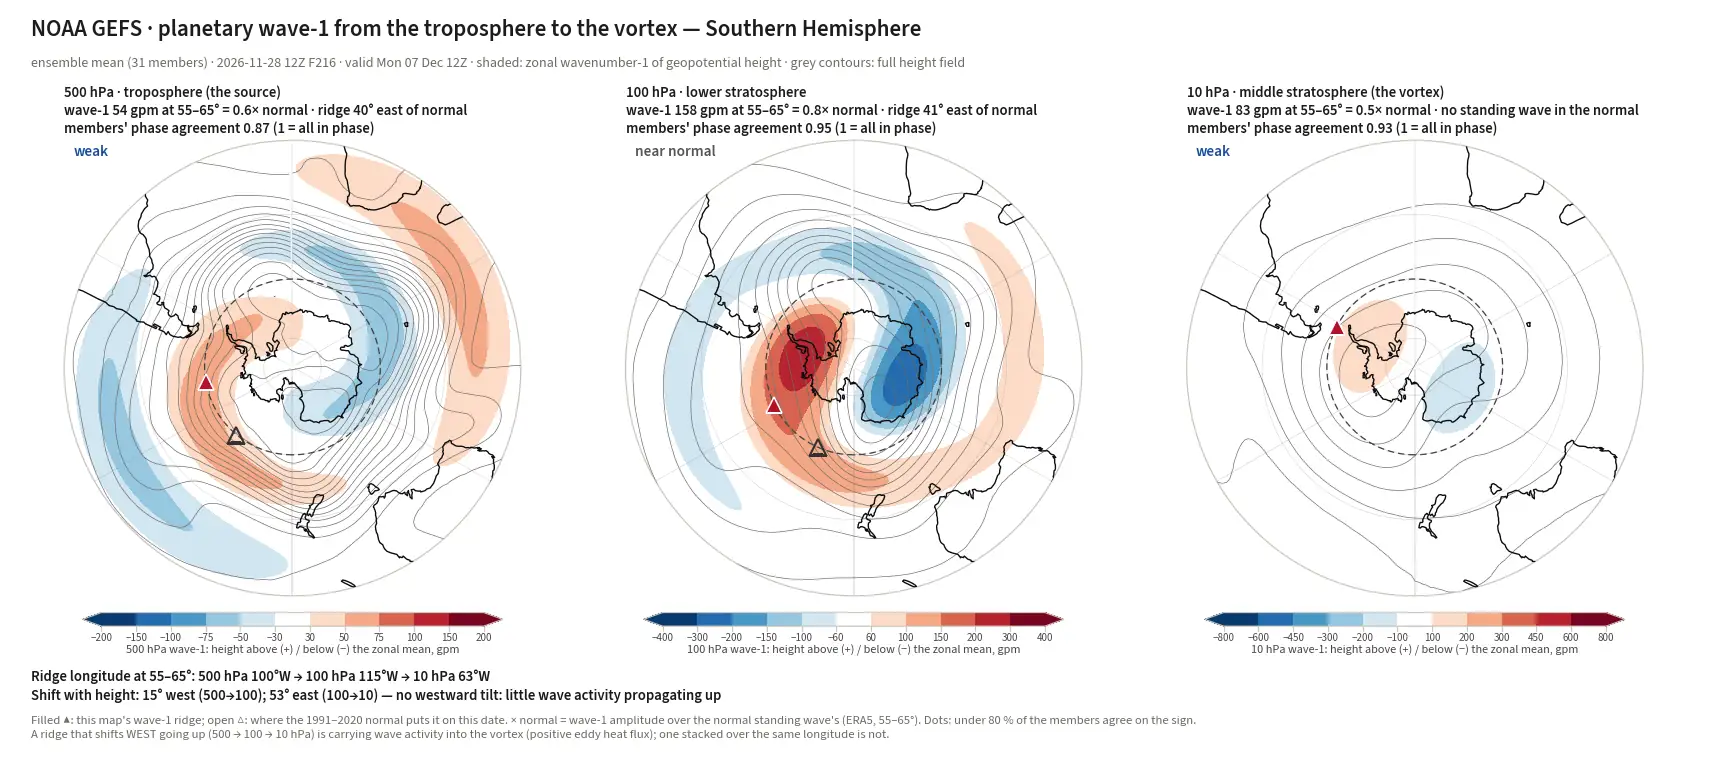 NOAA GEFS · planetary wave-1 from the troposphere to the vortex — Southern Hemisphere
ensemble mean (31 members) · 2026-11-28 12Z F216 · valid Mon 07 Dec 12Z · shaded: zonal wavenumber-1 of geopotential height · grey contours: full height field
500 hPa · troposphere (the source)
wave-1 54 gpm at 55–65° = 0.6× normal · ridge 40° east of normal
members' phase agreement 0.87 (1 = all in phase)
weak
100 hPa · lower stratosphere
wave-1 158 gpm at 55–65° = 0.8× normal · ridge 41° east of normal
members' phase agreement 0.95 (1 = all in phase)
near normal
10 hPa · middle stratosphere (the vortex)
wave-1 83 gpm at 55–65° = 0.5× normal · no standing wave in the normal
members' phase agreement 0.93 (1 = all in phase)
weak
−200 −150 −100 −75 −50 −30 30 50 75 100 150 200
500 hPa wave-1: height above (+) / below (−) the zonal mean, gpm
−400 −300 −200 −150 −100 −60 60 100 150 200 300 400
100 hPa wave-1: height above (+) / below (−) the zonal mean, gpm
−800 −600 −450 −300 −200 −100 100 200 300 450 600 800
10 hPa wave-1: height above (+) / below (−) the zonal mean, gpm
Ridge longitude at 55–65°: 500 hPa 100°W → 100 hPa 115°W → 10 hPa 63°W
Shift with height: 15° west (500→100); 53° east (100→10) — no westward tilt: little wave activity propagating up
Filled ▲: this map's wave-1 ridge; open △: where the 1991–2020 normal puts it on this date. × normal = wave-1 amplitude over the normal standing wave's (ERA5, 55–65°). Dots: under 80 % of the members agree on the sign.
A ridge that shifts WEST going up (500 → 100 → 10 hPa) is carrying wave activity into the vortex (positive eddy heat flux); one stacked over the same longitude is not.